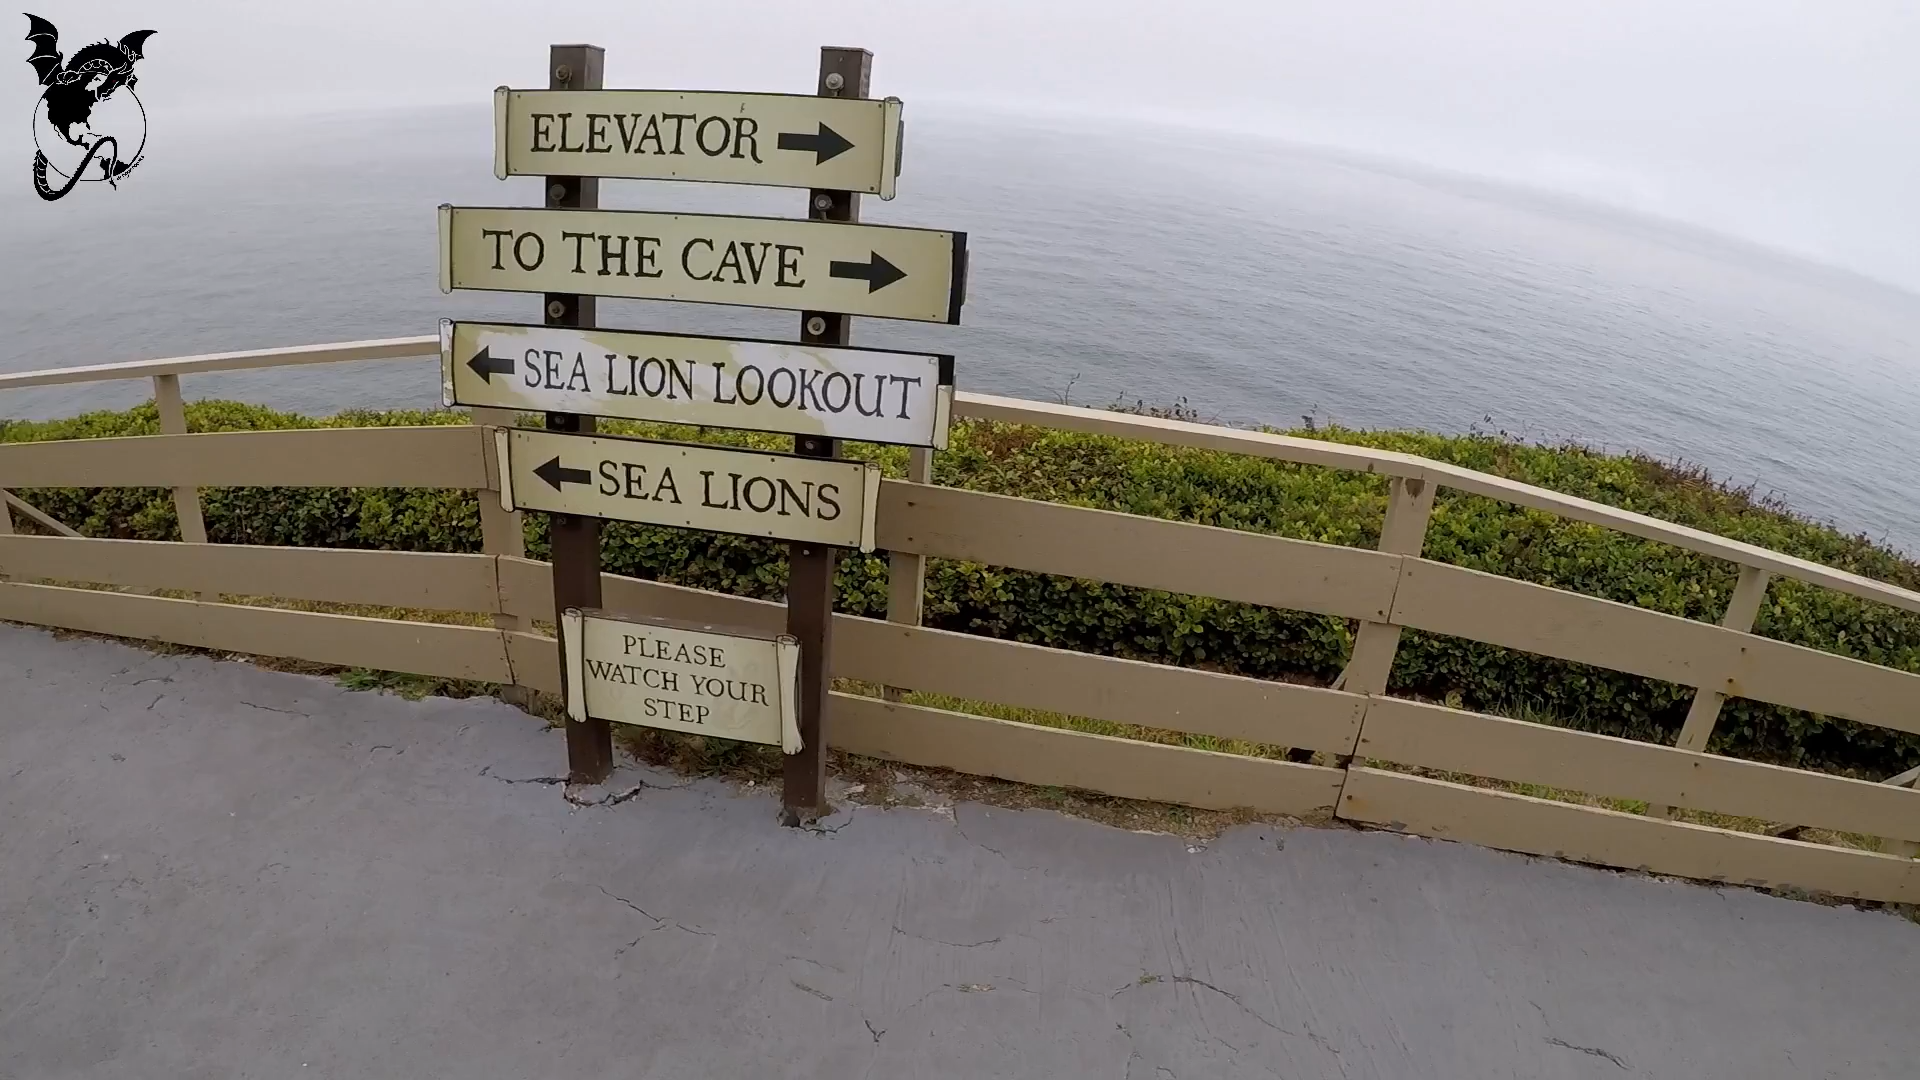 ELEVATOR
TO THE CAVE
SEA LION LOOKOUT
SEA LIONS
PLEASE
WATCH YOUR
STEP